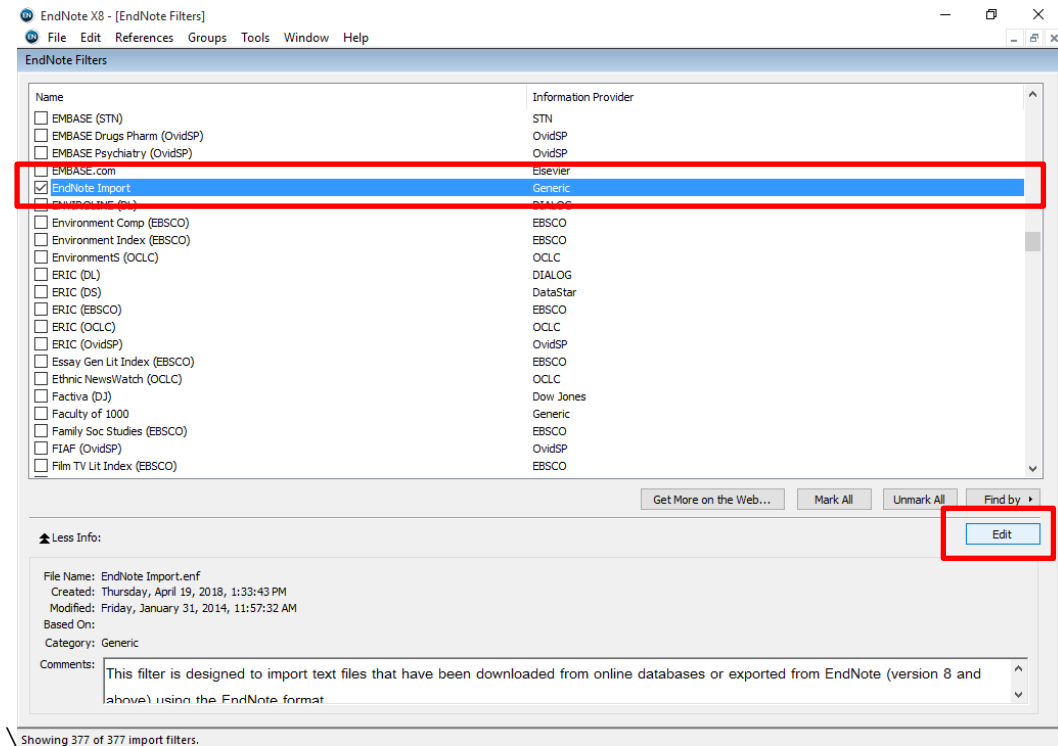 EndNote X8 - [EndNote Filters]
File Edit References Groups Tools Window Help
EndNote Filters
Name Information Provider
EMBASE (STN) STN
EMBASE Drugs Pharm (OvidSP) OvidSP
EMBASE Psychiatry (OvidSP) OvidSP
EMBASE.com Elsevier
EndNote Import Generic
ENVIROLINE (DL) DIALOG
Environment Comp (EBSCO) EBSCO
Environment Index (EBSCO) EBSCO
EnvironmentS (OCLC) OCLC
ERIC (DL) DIALOG
ERIC (DS) DataStar
ERIC (EBSCO) EBSCO
ERIC (OCLC) OCLC
ERIC (OvidSP) OvidSP
Essay Gen Lit Index (EBSCO) EBSCO
Ethnic NewsWatch (OCLC) OCLC
Factiva (DJ) Dow Jones
Faculty of 1000 Generic
Family Soc Studies (EBSCO) EBSCO
FIAF (OvidSP) OvidSP
Film TV Lit Index (EBSCO) EBSCO
Get More on the Web... Mark All Unmark All Find by
Less Info: Edit
File Name: EndNote Import.enf
Created: Thursday, April 19, 2018, 1:33:43 PM
Modified: Friday, January 31, 2014, 11:57:32 AM
Based On:
Category: Generic
Comments: This filter is designed to import text files that have been downloaded from online databases or exported from EndNote (version 8 and
above) using the EndNote format
\ Showing 377 of 377 import filters.